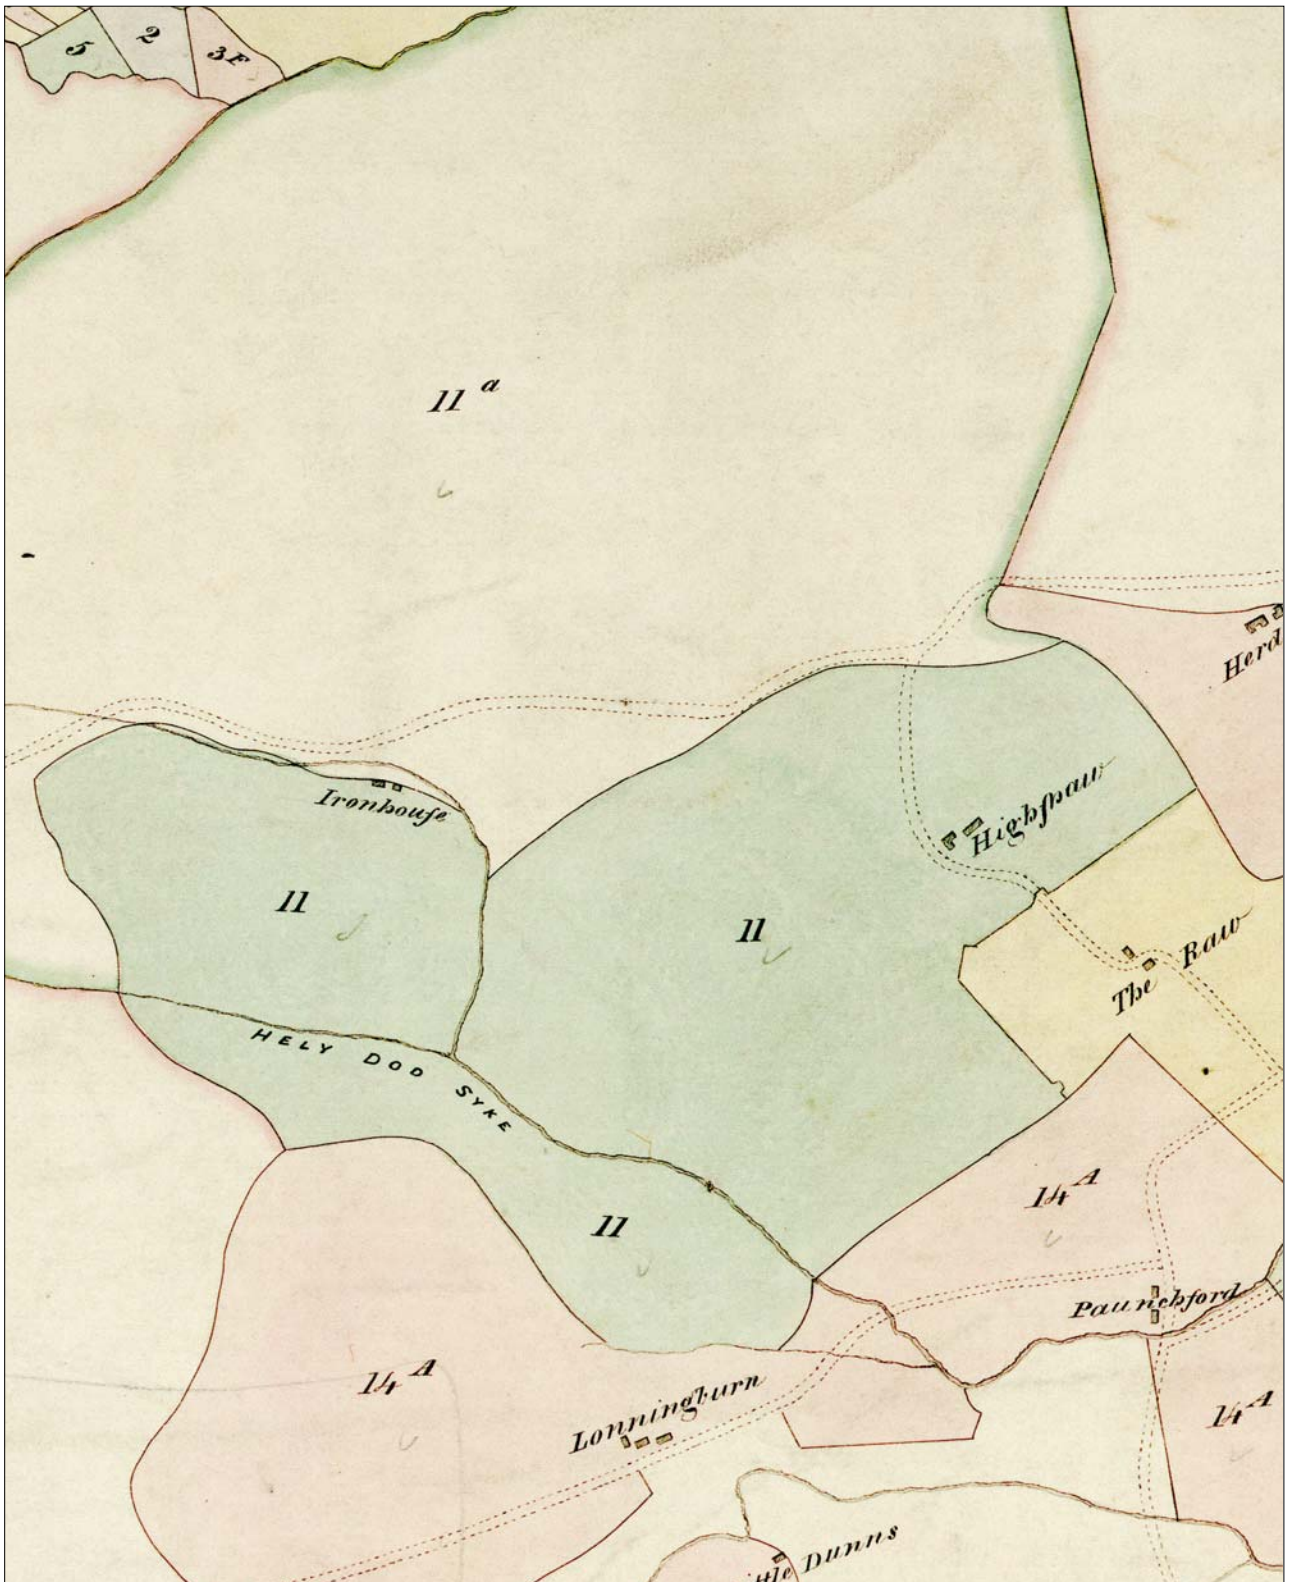 5
2
3F
11a
Herd
Ironhouſe
Highſhaw
11
11
The Raw
HELY DOD SYKE
14A
11
Paunchford
14A
14A
Lonningburn
ttle Dunns